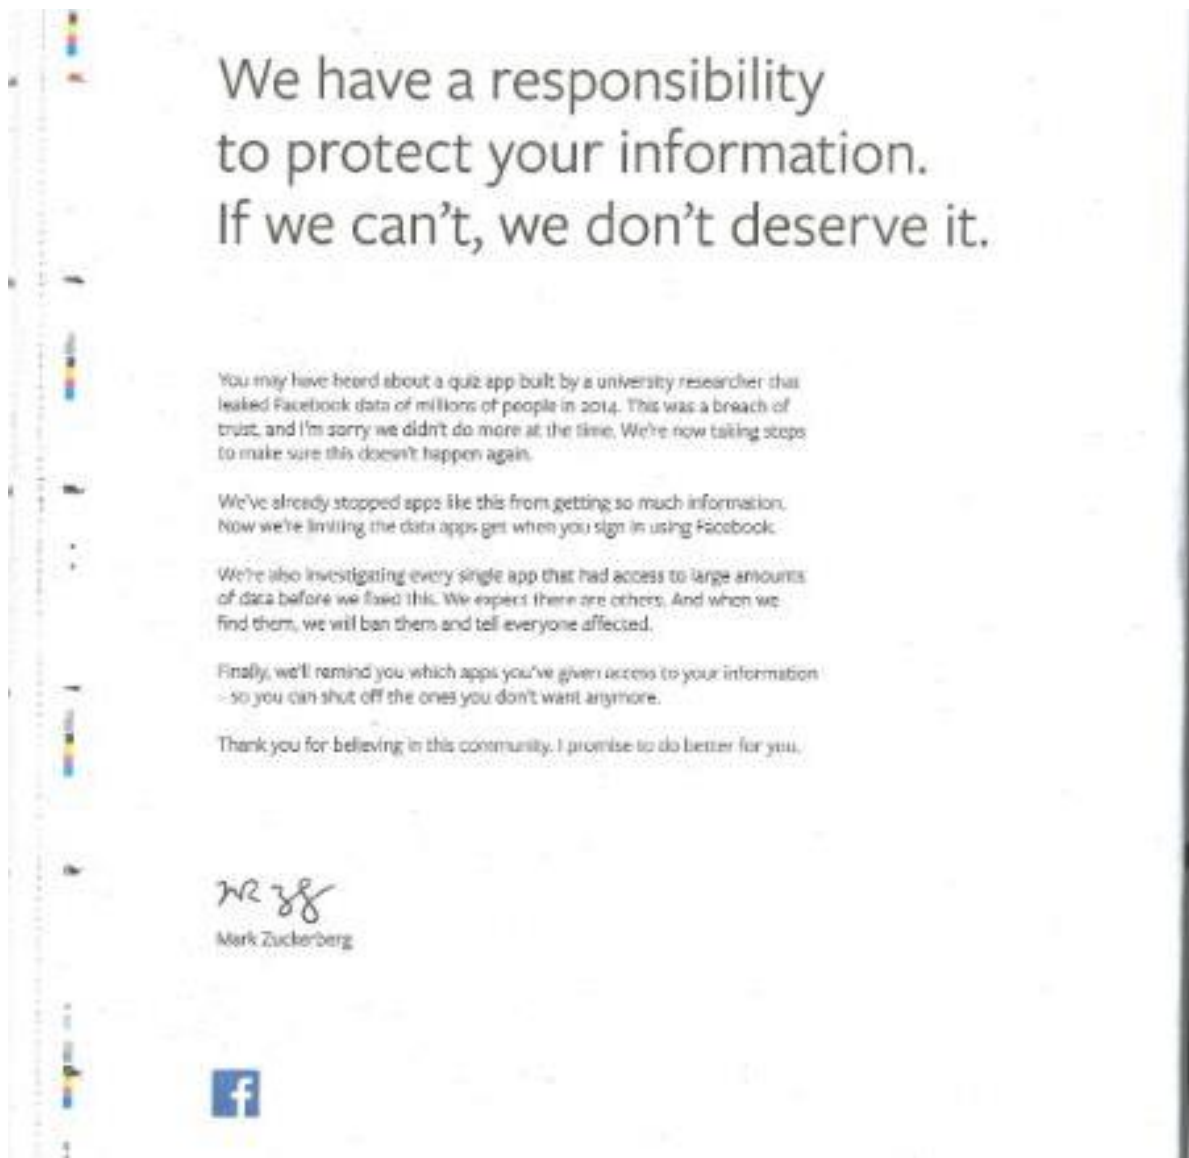 We have a responsibility
to protect your information.
If we can't, we don't deserve it.
You may have heard about a quiz app built by a university researcher that
leaked Facebook data of millions of people in 2014. This was a breach of
trust, and I'm sorry we didn't do more at the time. We're now taking steps
to make sure this doesn't happen again.
We've already stopped apps like this from getting so much information.
Now we're limiting the data apps get when you sign in using Facebook.
We're also investigating every single app that had access to large amounts
of data before we fixed this. We expect there are others. And when we
find them, we will ban them and tell everyone affected.
Finally, we'll remind you which apps you've given access to your information
- so you can shut off the ones you don't want anymore.
Thank you for believing in this community. I promise to do better for you.
Mark Zuckerberg
f